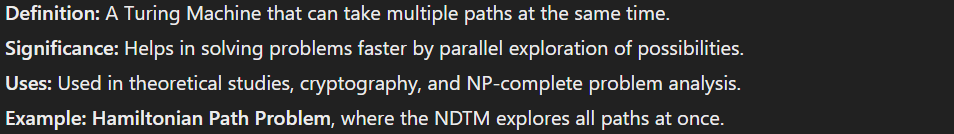 Definition: A Turing Machine that can take multiple paths at the same time.
Significance: Helps in solving problems faster by parallel exploration of possibilities.
Uses: Used in theoretical studies, cryptography, and NP-complete problem analysis.
Example: Hamiltonian Path Problem, where the NDTM explores all paths at once.